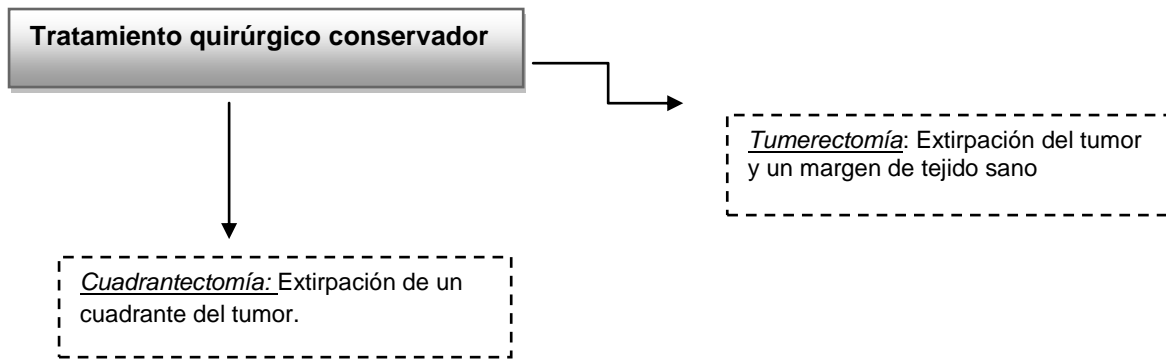 Tratamiento quirúrgico conservador
Tumerectomía: Extirpación del tumor
y un margen de tejido sano
Cuadrantectomía: Extirpación de un
cuadrante del tumor.